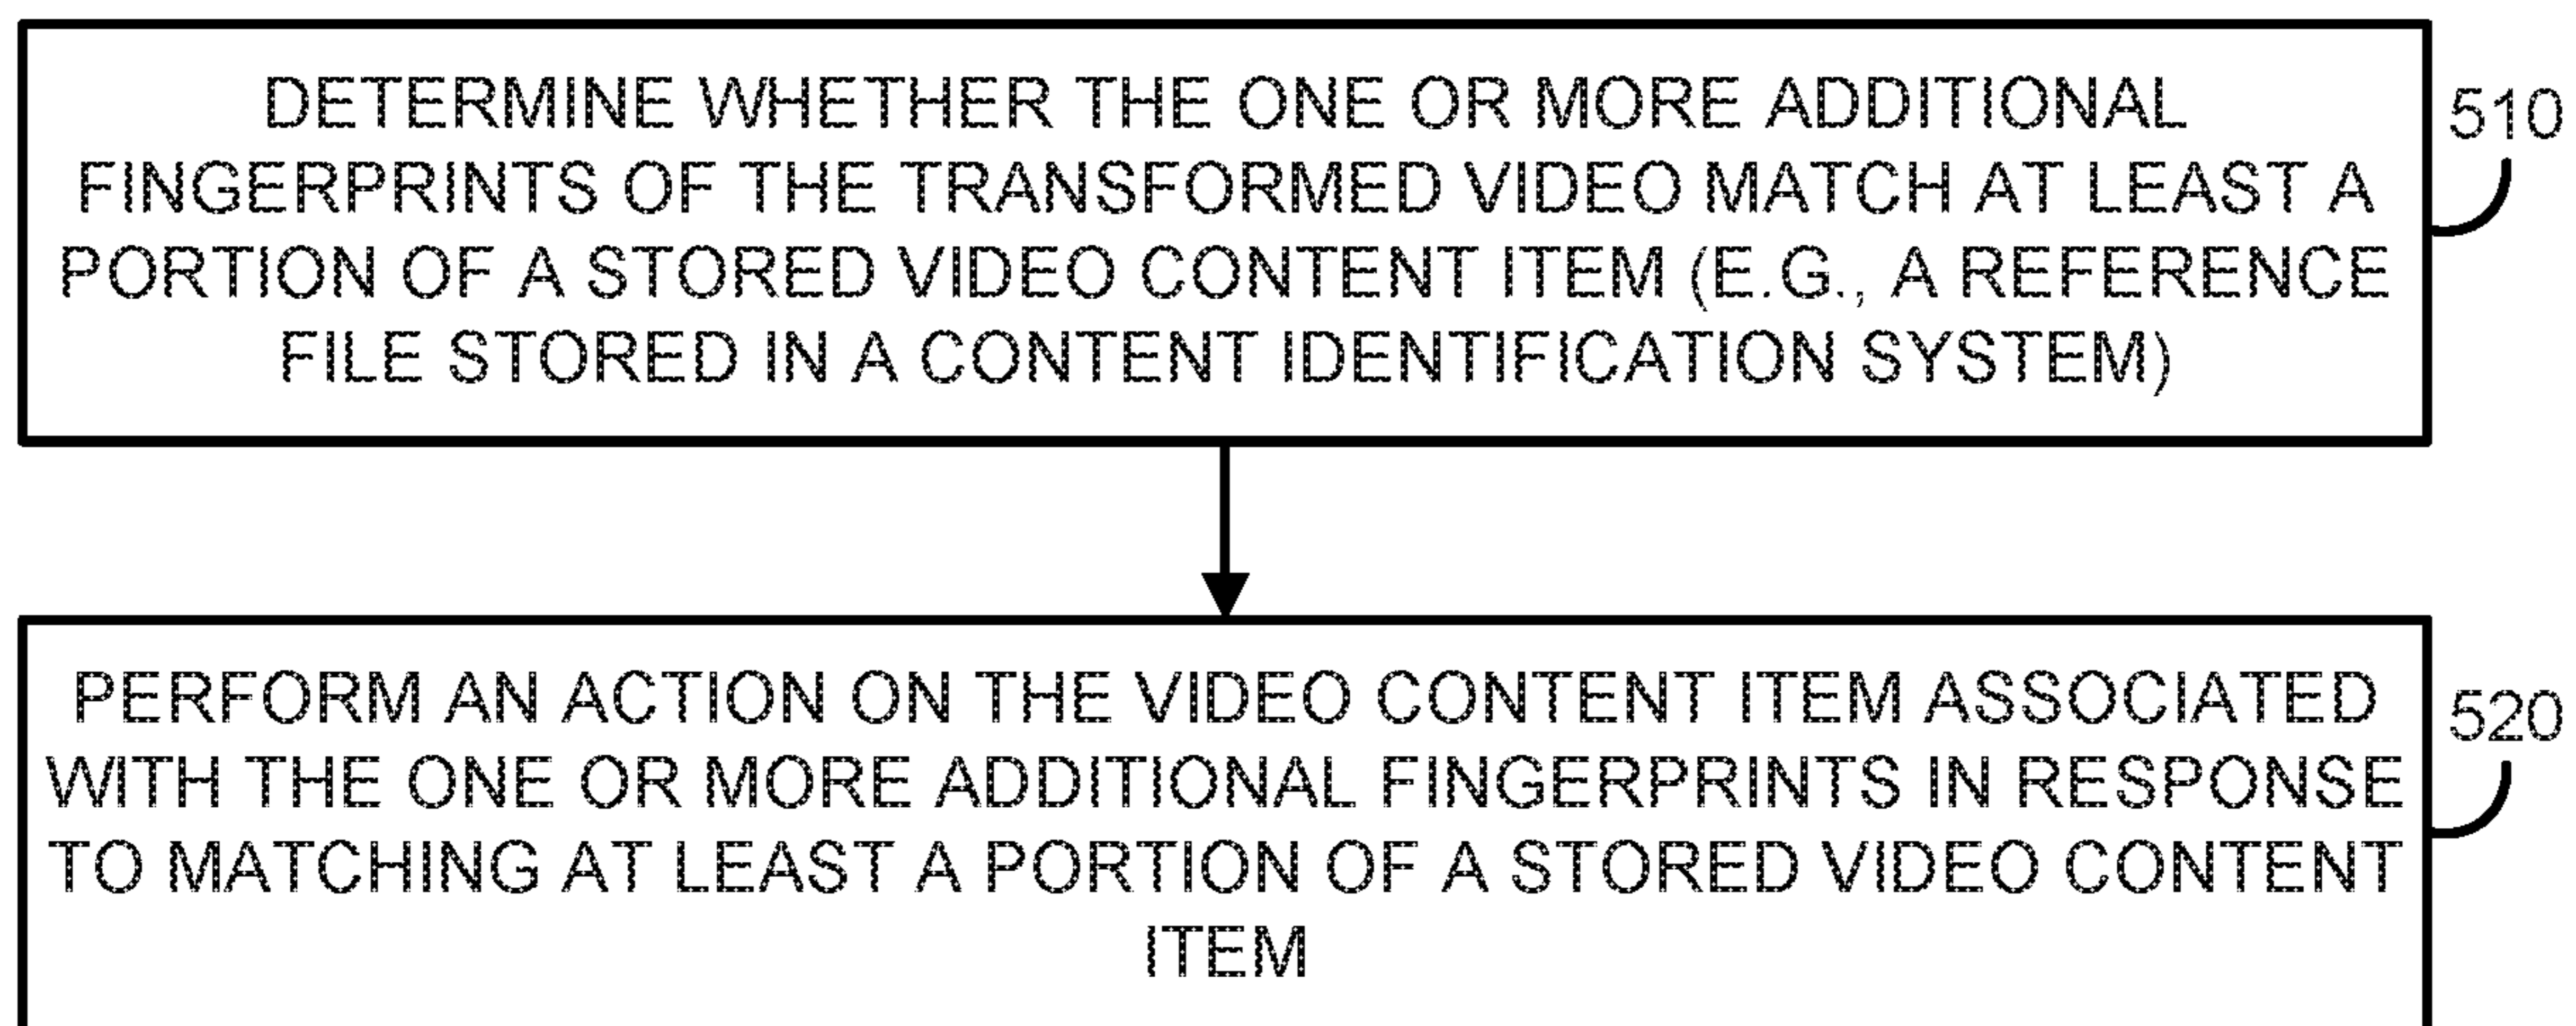 DETERMINE WHETHER THE ONE OR MORE ADDITIONAL
FINGERPRINTS OF THE TRANSFORMED VIDEO MATCH AT LEAST A
PORTION OF A STORED VIDEO CONTENT ITEM (E.G., A REFERENCE
FILE STORED IN A CONTENT IDENTIFICATION SYSTEM)
510
PERFORM AN ACTION ON THE VIDEO CONTENT ITEM ASSOCIATED
WITH THE ONE OR MORE ADDITIONAL FINGERPRINTS IN RESPONSE
TO MATCHING AT LEAST A PORTION OF A STORED VIDEO CONTENT
ITEM
520